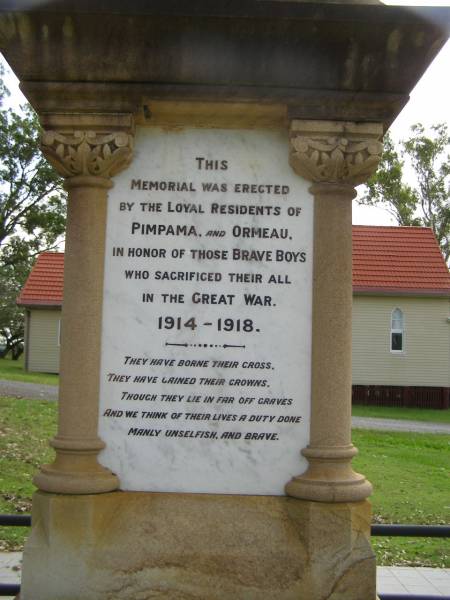 THIS
MEMORIAL WAS ERECTED
BY THE LOYAL RESIDENTS OF
PIMPAMA, AND ORMEAU,
IN HONOR OF THOSE BRAVE BOYS
WHO SACRIFICED THEIR ALL
IN THE GREAT WAR.
1914-1918.
THEY HAVE BORNE THEIR CROSS,
THEY HAVE GAINED THEIR CROWNS,
THOUGH THEY LIE IN FAR OFF GRAVES
AND WE THINK OF THEIR LIVES A DUTY DONE
MANLY UNSELFISH, AND BRAVE.